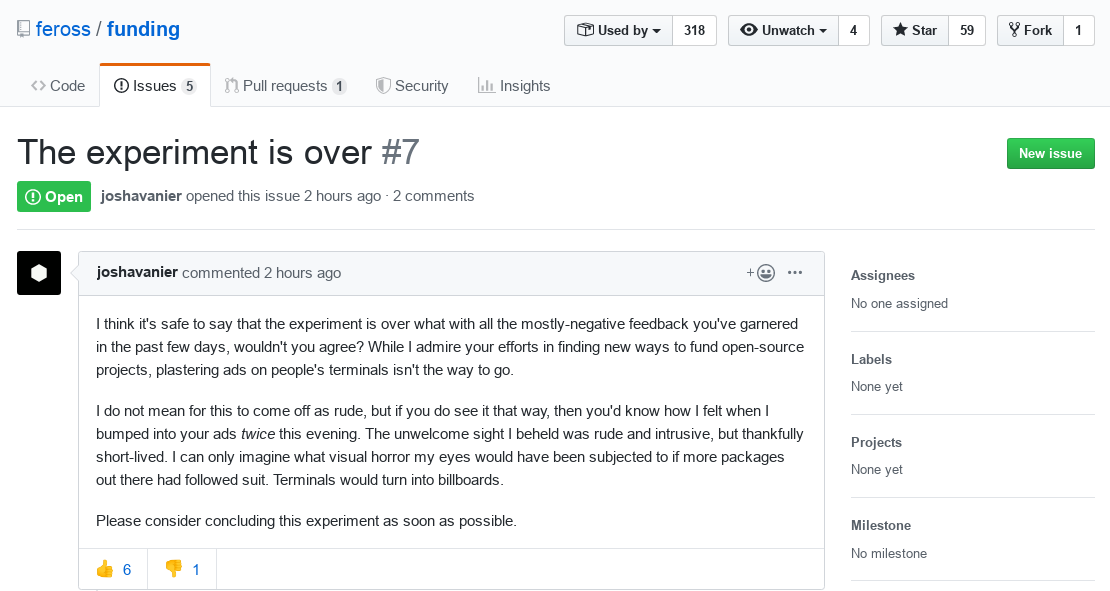 feross / funding
Used by 318
Unwatch 4
Star 59
Fork 1
Code
Issues 5
Pull requests 1
Security
Insights
The experiment is over #7
New issue
Open
joshavanier opened this issue 2 hours ago · 2 comments
joshavanier commented 2 hours ago
I think it's safe to say that the experiment is over what with all the mostly-negative feedback you've garnered
in the past few days, wouldn't you agree? While I admire your efforts in finding new ways to fund open-source
projects, plastering ads on people's terminals isn't the way to go.
I do not mean for this to come off as rude, but if you do see it that way, then you'd know how I felt when I
bumped into your ads twice this evening. The unwelcome sight I beheld was rude and intrusive, but thankfully
short-lived. I can only imagine what visual horror my eyes would have been subjected to if more packages
out there had followed suit. Terminals would turn into billboards.
Please consider concluding this experiment as soon as possible.
👍 6
👎 1
Assignees
No one assigned
Labels
None yet
Projects
None yet
Milestone
No milestone